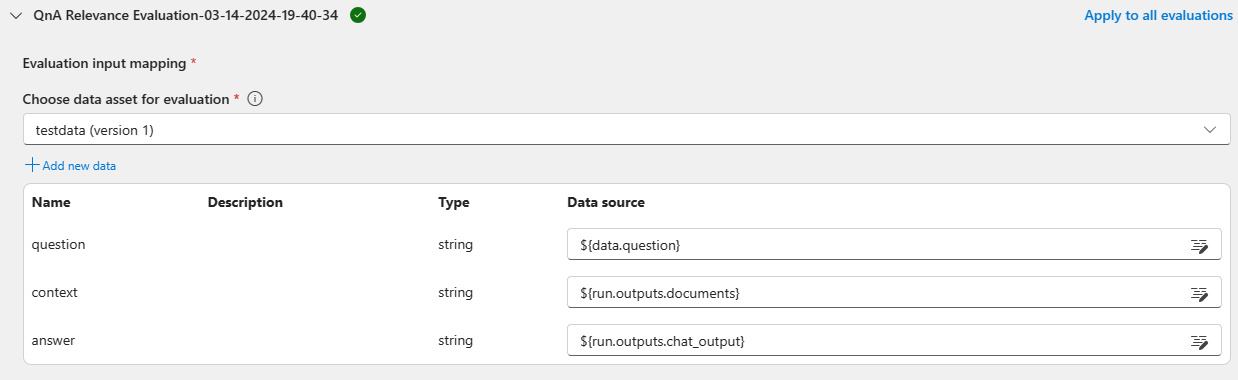 QnA Relevance Evaluation-03-14-2024-19-40-34 Apply to all evaluations
Evaluation input mapping *
Choose data asset for evaluation *
testdata (version 1)
Add new data
Name Description Type Data source
question string ${data.question}
context string ${run.outputs.documents}
answer string ${run.outputs.chat_output}